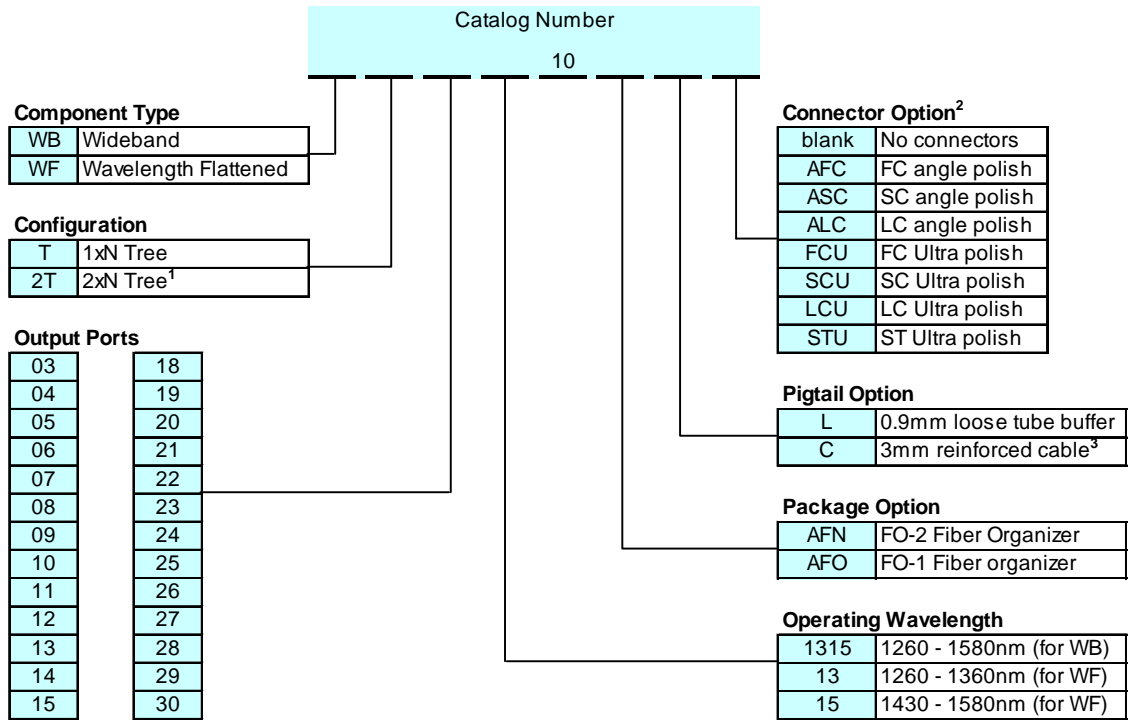 Catalog Number
10
Component Type
WB Wideband
WF Wavelength Flattened
Configuration
T 1xN Tree
2T 2xN Tree1
Output Ports
03 18
04 19
05 20
06 21
07 22
08 23
09 24
10 25
11 26
12 27
13 28
14 29
15 30
Connector Option2
blank No connectors
AFC FC angle polish
ASC SC angle polish
ALC LC angle polish
FCU FC Ultra polish
SCU SC Ultra polish
LCU LC Ultra polish
STU ST Ultra polish
Pigtail Option
L 0.9mm loose tube buffer
C 3mm reinforced cable3
Package Option
AFN FO-2 Fiber Organizer
AFO FO-1 Fiber organizer
Operating Wavelength
1315 1260 - 1580nm (for WB)
13 1260 - 1360nm (for WF)
15 1430 - 1580nm (for WF)